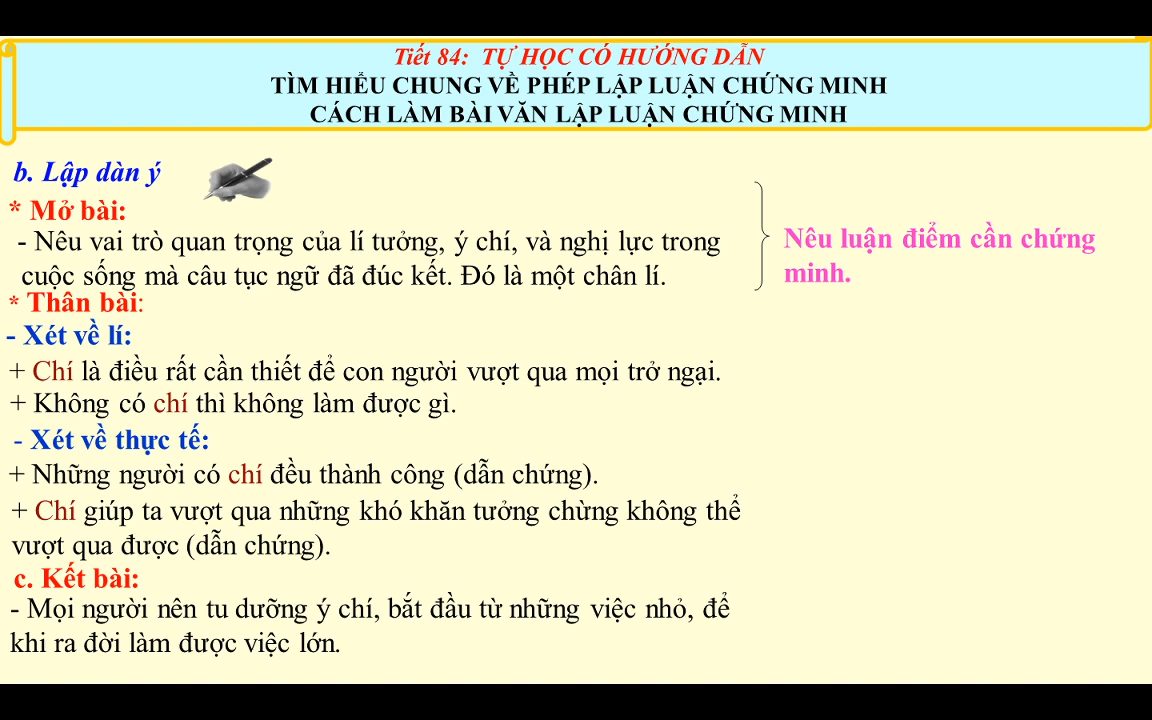 Tiết 84: TỰ HỌC CÓ HƯỚNG DẪN
TÌM HIỂU CHUNG VỀ PHÉP LẬP LUẬN CHỨNG MINH
CÁCH LÀM BÀI VĂN LẬP LUẬN CHỨNG MINH
b. Lập dàn ý
* Mở bài:
- Nêu vai trò quan trọng của lí tưởng, ý chí, và nghị lực trong
cuộc sống mà câu tục ngữ đã đúc kết. Đó là một chân lí.
Nêu luận điểm cần chứng
minh.
* Thân bài:
- Xét về lí:
+ Chí là điều rất cần thiết để con người vượt qua mọi trở ngại.
+ Không có chí thì không làm được gì.
- Xét về thực tế:
+ Những người có chí đều thành công (dẫn chứng).
+ Chí giúp ta vượt qua những khó khăn tưởng chừng không thể
vượt qua được (dẫn chứng).
c. Kết bài:
- Mọi người nên tu dưỡng ý chí, bắt đầu từ những việc nhỏ, để
khi ra đời làm được việc lớn.